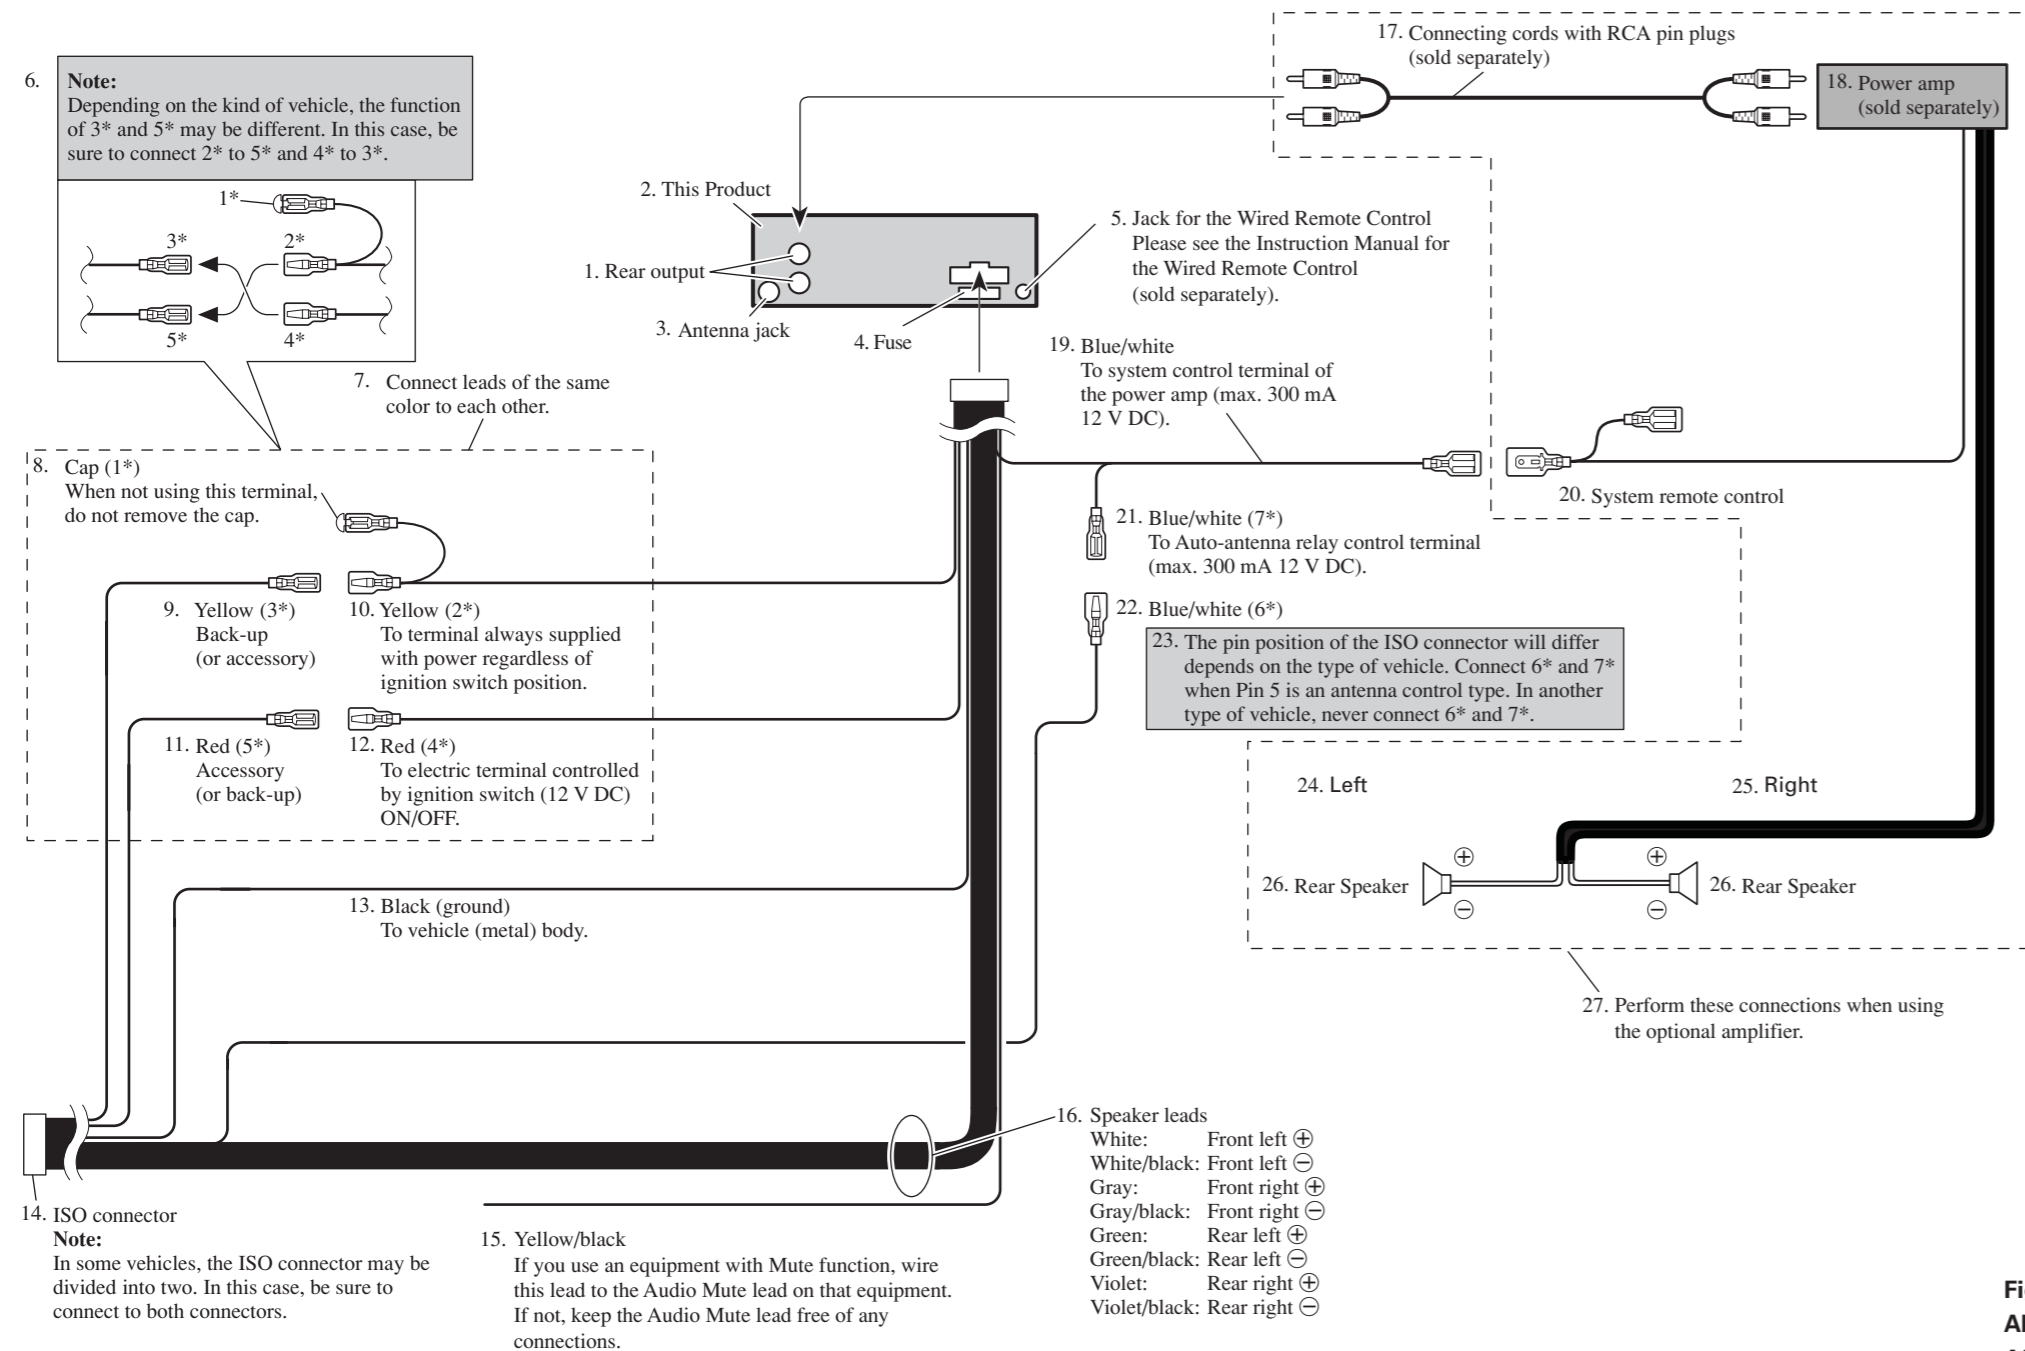 6. Note:
Depending on the kind of vehicle, the function
of 3* and 5* may be different. In this case, be
sure to connect 2* to 5* and 4* to 3*.
1*
3*
2*
5*
4*
7. Connect leads of the same
color to each other.
8. Cap (1*)
When not using this terminal,
do not remove the cap.
9. Yellow (3*)
Back-up
(or accessory)
10. Yellow (2*)
To terminal always supplied
with power regardless of
ignition switch position.
11. Red (5*)
Accessory
(or back-up)
12. Red (4*)
To electric terminal controlled
by ignition switch (12 V DC)
ON/OFF.
13. Black (ground)
To vehicle (metal) body.
14. ISO connector
Note:
In some vehicles, the ISO connector may be
divided into two. In this case, be sure to
connect to both connectors.
15. Yellow/black
If you use an equipment with Mute function, wire
this lead to the Audio Mute lead on that equipment.
If not, keep the Audio Mute lead free of any
connections.
2. This Product
1. Rear output
3. Antenna jack
4. Fuse
5. Jack for the Wired Remote Control
Please see the Instruction Manual for
the Wired Remote Control
(sold separately).
17. Connecting cords with RCA pin plugs
(sold separately)
18. Power amp
(sold separately)
19. Blue/white
To system control terminal of
the power amp (max. 300 mA
12 V DC).
20. System remote control
21. Blue/white (7*)
To Auto-antenna relay control terminal
(max. 300 mA 12 V DC).
22. Blue/white (6*)
23. The pin position of the ISO connector will differ
depends on the type of vehicle. Connect 6* and 7*
when Pin 5 is an antenna control type. In another
type of vehicle, never connect 6* and 7*.
24. Left
25. Right
26. Rear Speaker ⊕ ⊖
⊕ ⊖ 26. Rear Speaker
27. Perform these connections when using
the optional amplifier.
16. Speaker leads
White: Front left ⊕
White/black: Front left ⊖
Gray: Front right ⊕
Gray/black: Front right ⊖
Green: Rear left ⊕
Green/black: Rear left ⊖
Violet: Rear right ⊕
Violet/black: Rear right ⊖